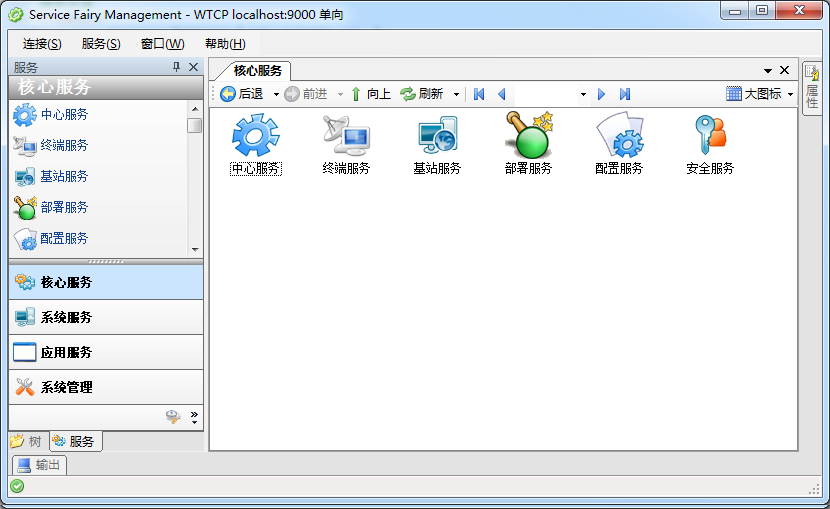 Service Fairy Management - WTCP localhost:9000 单向
连接(S) 服务(S) 窗口(W) 帮助(H)
服务
核心服务
中心服务
终端服务
基站服务
部署服务
配置服务
核心服务
系统服务
应用服务
系统管理
树 服务
核心服务
后退 前进 向上 刷新 大图标
中心服务 终端服务 基站服务 部署服务 配置服务 安全服务
属性
输出